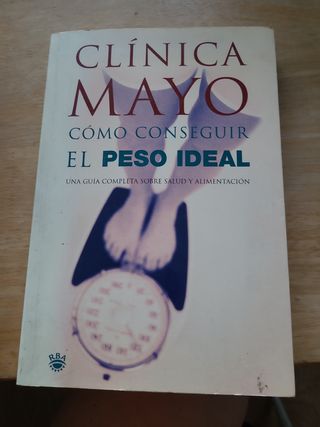 CLÍNICA
MAYO
CÓMO CONSEGUIR
EL PESO IDEAL
UNA GUÍA COMPLETA SOBRE SALUD Y ALIMENTACIÓN
RBA